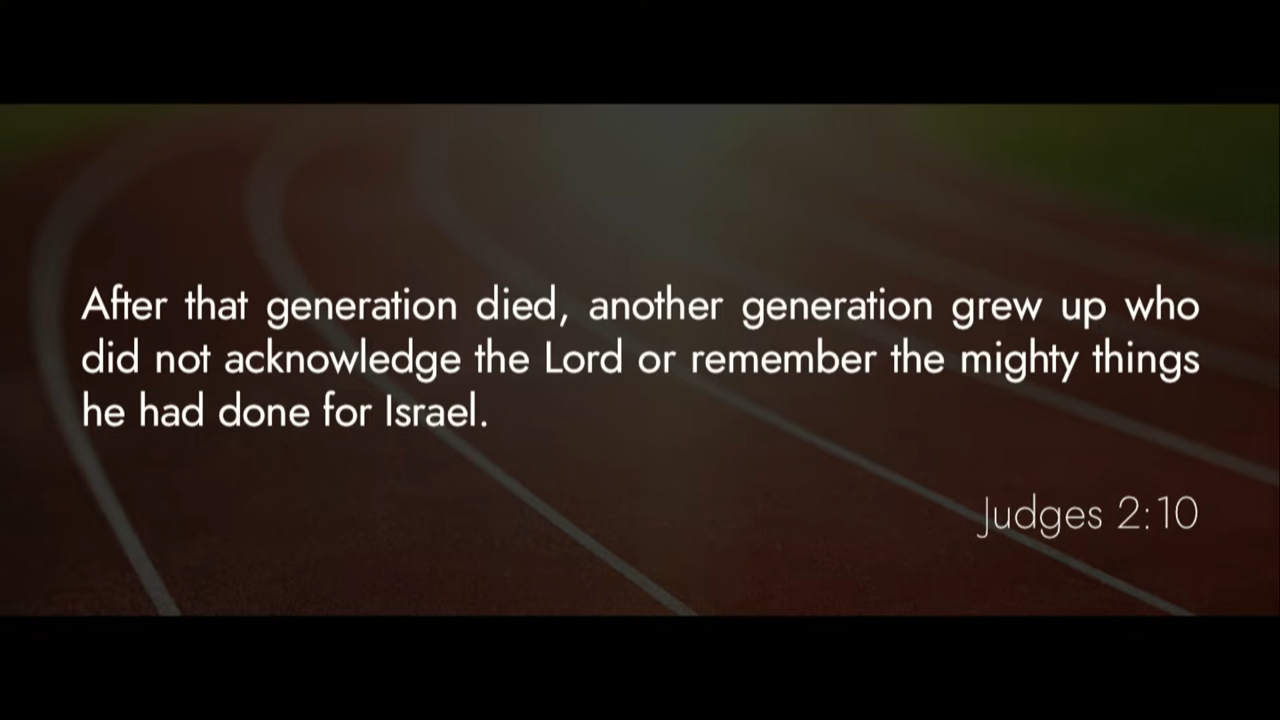 After that generation died, another generation grew up who
did not acknowledge the Lord or remember the mighty things
he had done for Israel.
Judges 2:10